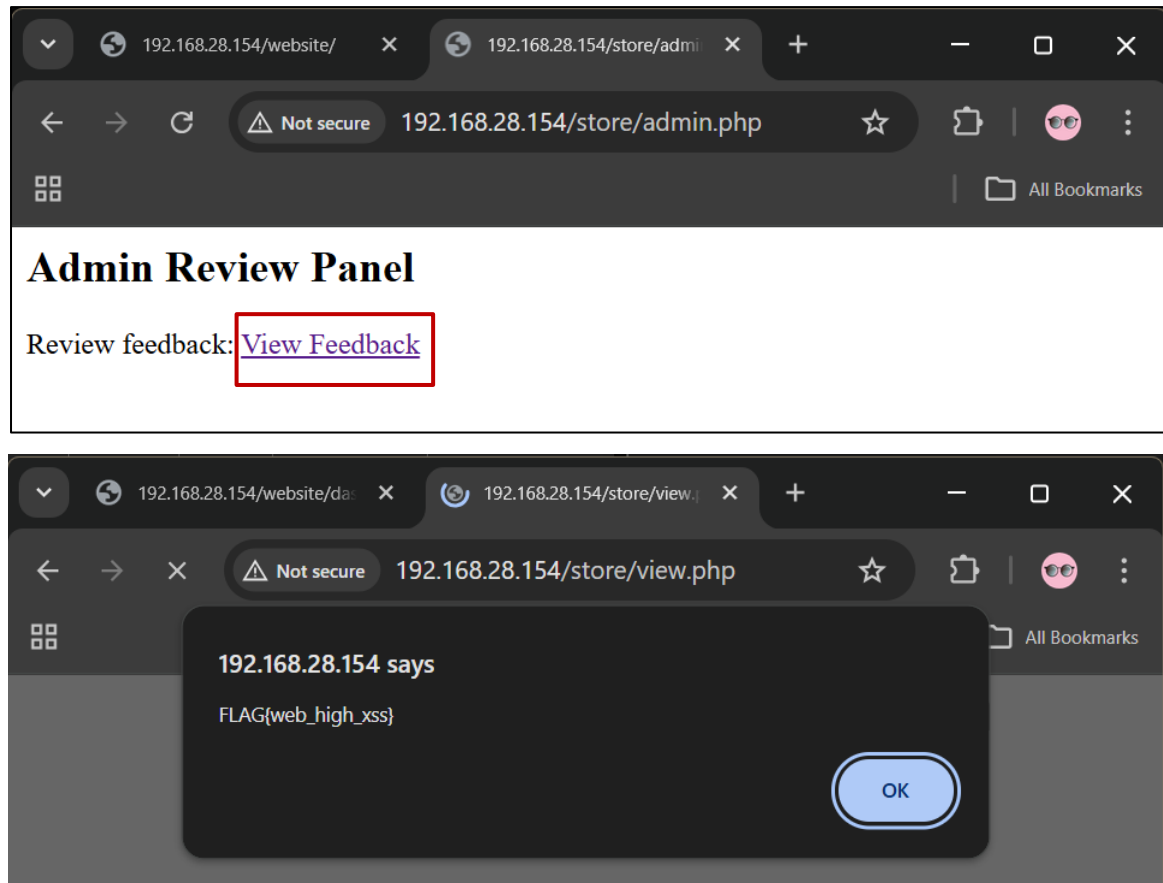 192.168.28.154/website/
192.168.28.154/store/admi
Not secure
192.168.28.154/store/admin.php
All Bookmarks
Admin Review Panel
Review feedback: View Feedback
192.168.28.154/website/das
192.168.28.154/store/view.p
Not secure
192.168.28.154/store/view.php
All Bookmarks
192.168.28.154 says
FLAG{web_high_xss}
OK